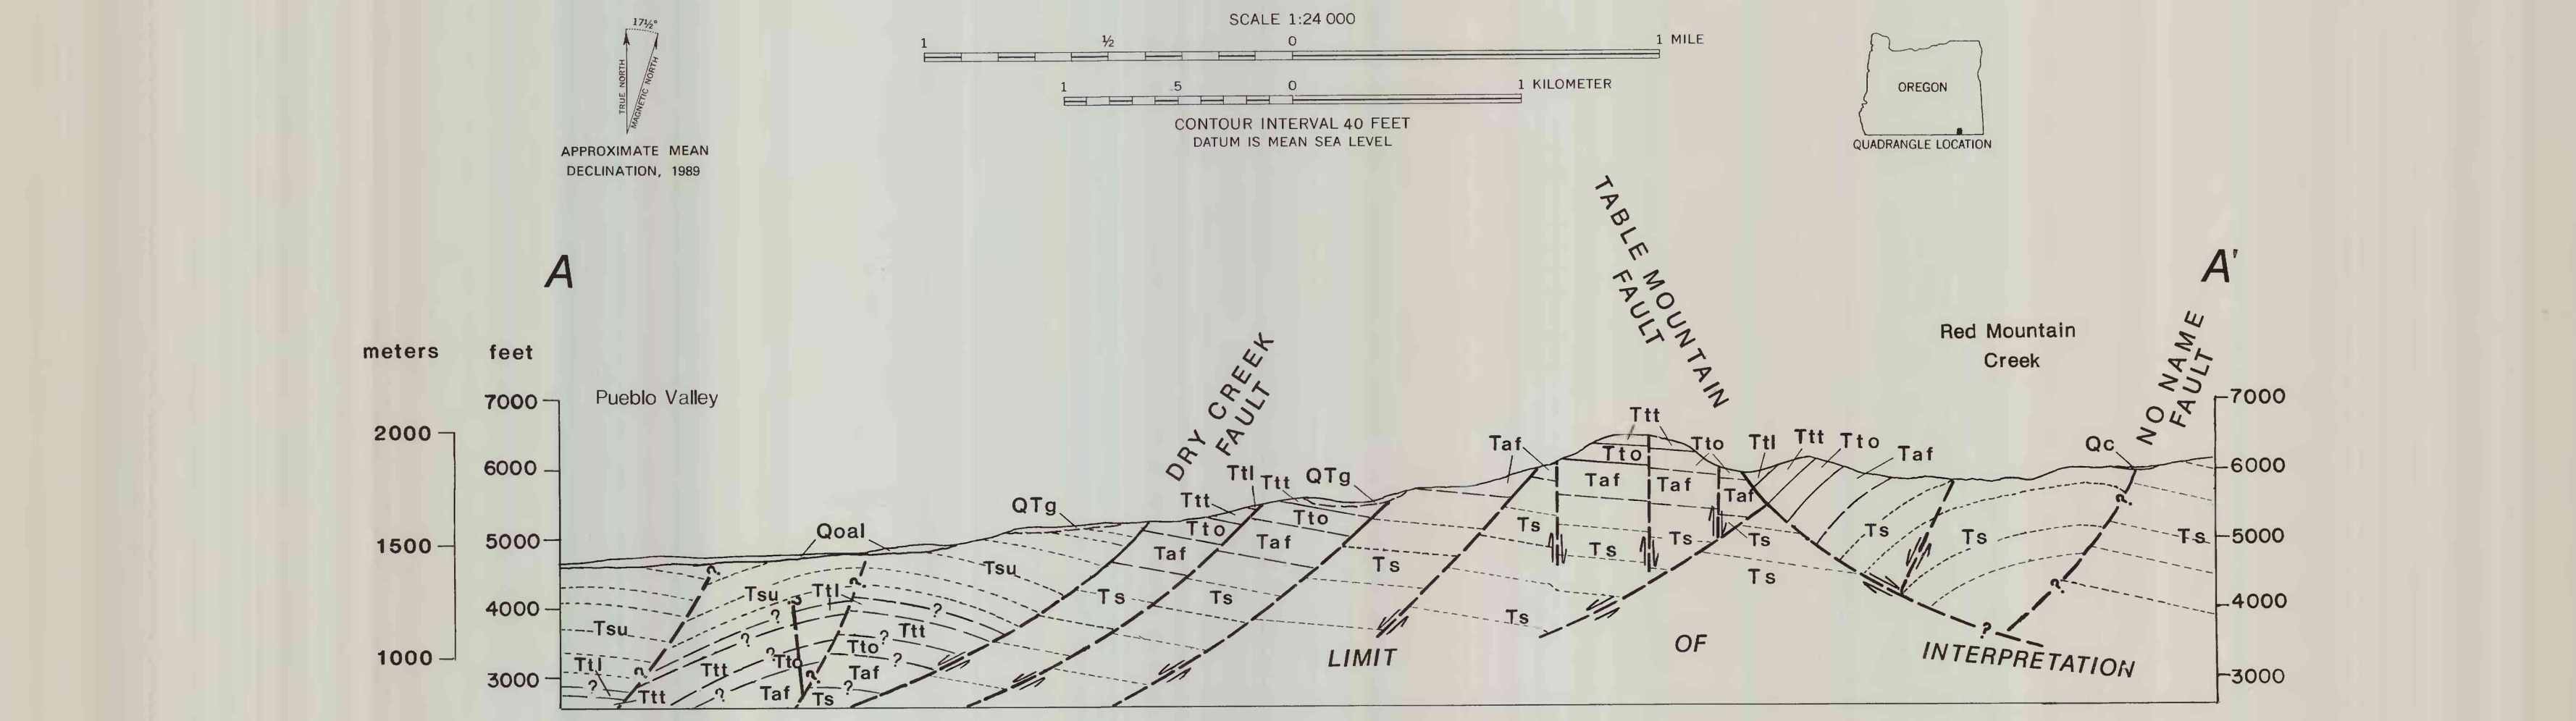 17½°
TRUE NORTH
MAGNETIC NORTH
APPROXIMATE MEAN
DECLINATION, 1989
SCALE 1:24 000
1 ½ 0 1 MILE
1 .5 0 1 KILOMETER
CONTOUR INTERVAL 40 FEET
DATUM IS MEAN SEA LEVEL
OREGON
QUADRANGLE LOCATION
A
A'
TABLE MOUNTAIN
FAULT
DRY CREEK
FAULT
NO NAME
FAULT
Red Mountain
Creek
meters feet
Pueblo Valley
7000
6000
5000
4000
3000
2000
1500
1000
7000
6000
5000
4000
3000
Ttt
Taf Tto Ttl Ttt Tto Taf Qc
Tto
Ttl Ttt QTg
QTg Ttt
Taf Taf Taf
Qoal
Tto Tto
Taf Taf
Ts Ts Ts Ts Ts Ts Ts
Ts Ts
Tsu
Ts Ts Ts
Tsu Ttl
? ? ? ? ?
Tsu Ttt
? ? ? ?
Tto
Ttl Ttt Tto Taf
? ? ? ? ?
Ttt Taf Ts
? ? ?
LIMIT OF INTERPRETATION